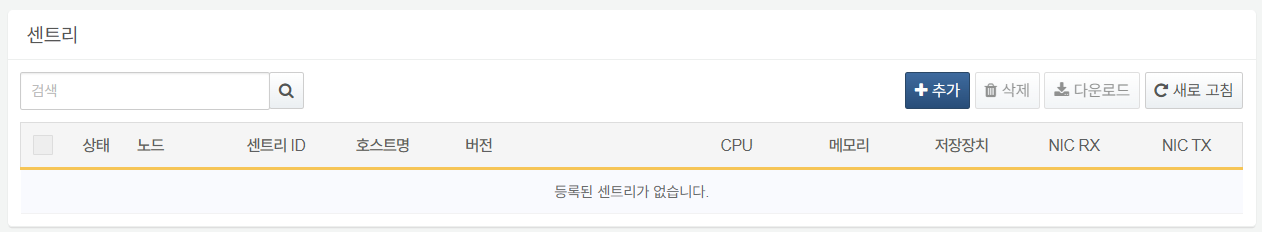 센트리
검색
추가 삭제 다운로드 새로 고침
상태 노드 센트리 ID 호스트명 버전 CPU 메모리 저장장치 NIC RX NIC TX
등록된 센트리가 없습니다.